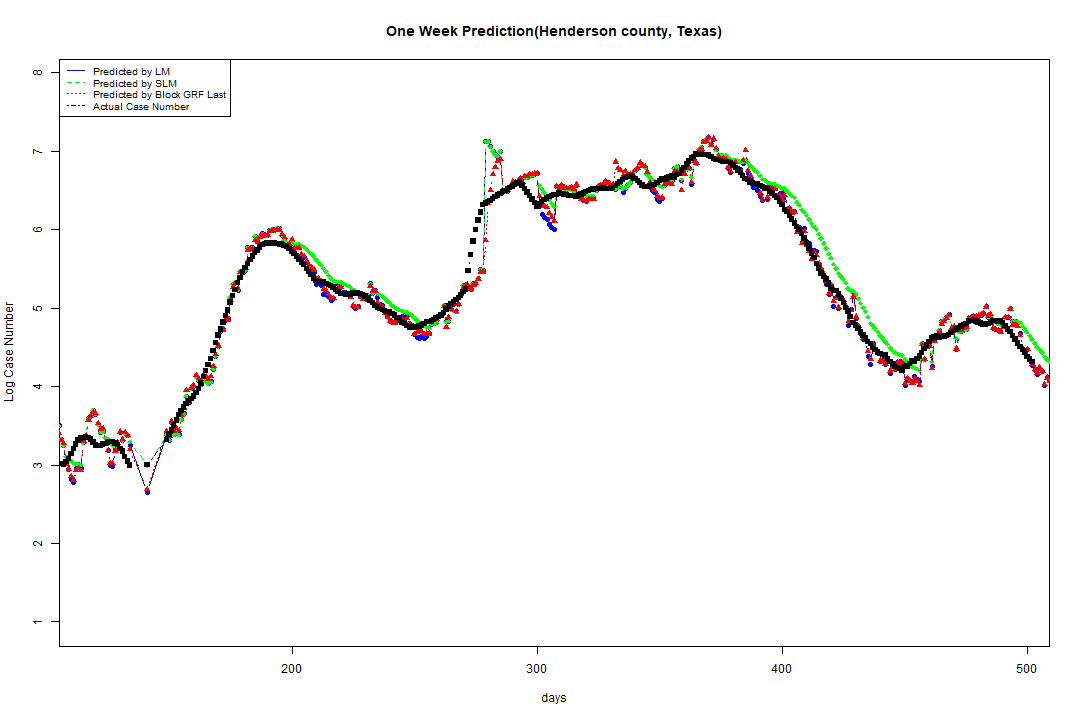 One Week Prediction(Henderson county, Texas)
Predicted by LM
Predicted by SLM
Predicted by Block GRF Last
Actual Case Number
8
7
6
5
4
3
2
1
Log Case Number
200 300 400 500
days